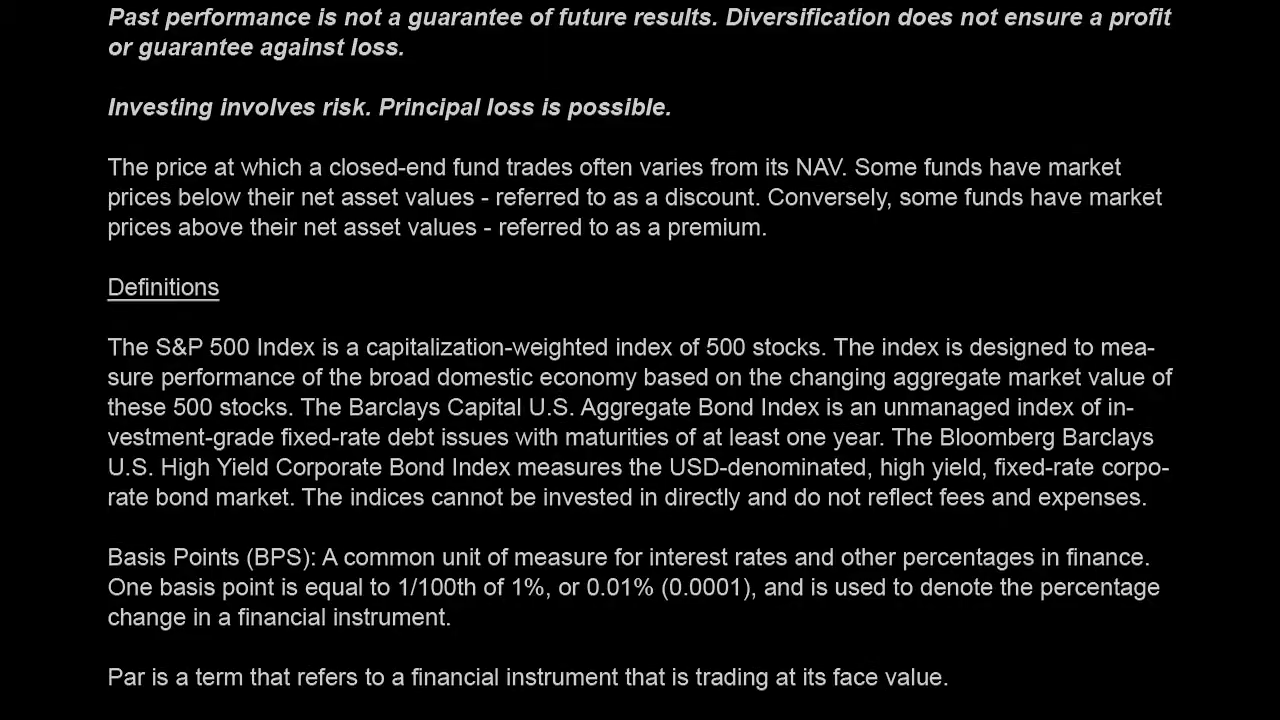 Past performance is not a guarantee of future results. Diversification does not ensure a profit
or guarantee against loss.
Investing involves risk. Principal loss is possible.
The price at which a closed-end fund trades often varies from its NAV. Some funds have market
prices below their net asset values - referred to as a discount. Conversely, some funds have market
prices above their net asset values - referred to as a premium.
Definitions
The S&P 500 Index is a capitalization-weighted index of 500 stocks. The index is designed to mea-
sure performance of the broad domestic economy based on the changing aggregate market value of
these 500 stocks. The Barclays Capital U.S. Aggregate Bond Index is an unmanaged index of in-
vestment-grade fixed-rate debt issues with maturities of at least one year. The Bloomberg Barclays
U.S. High Yield Corporate Bond Index measures the USD-denominated, high yield, fixed-rate corpo-
rate bond market. The indices cannot be invested in directly and do not reflect fees and expenses.
Basis Points (BPS): A common unit of measure for interest rates and other percentages in finance.
One basis point is equal to 1/100th of 1%, or 0.01% (0.0001), and is used to denote the percentage
change in a financial instrument.
Par is a term that refers to a financial instrument that is trading at its face value.